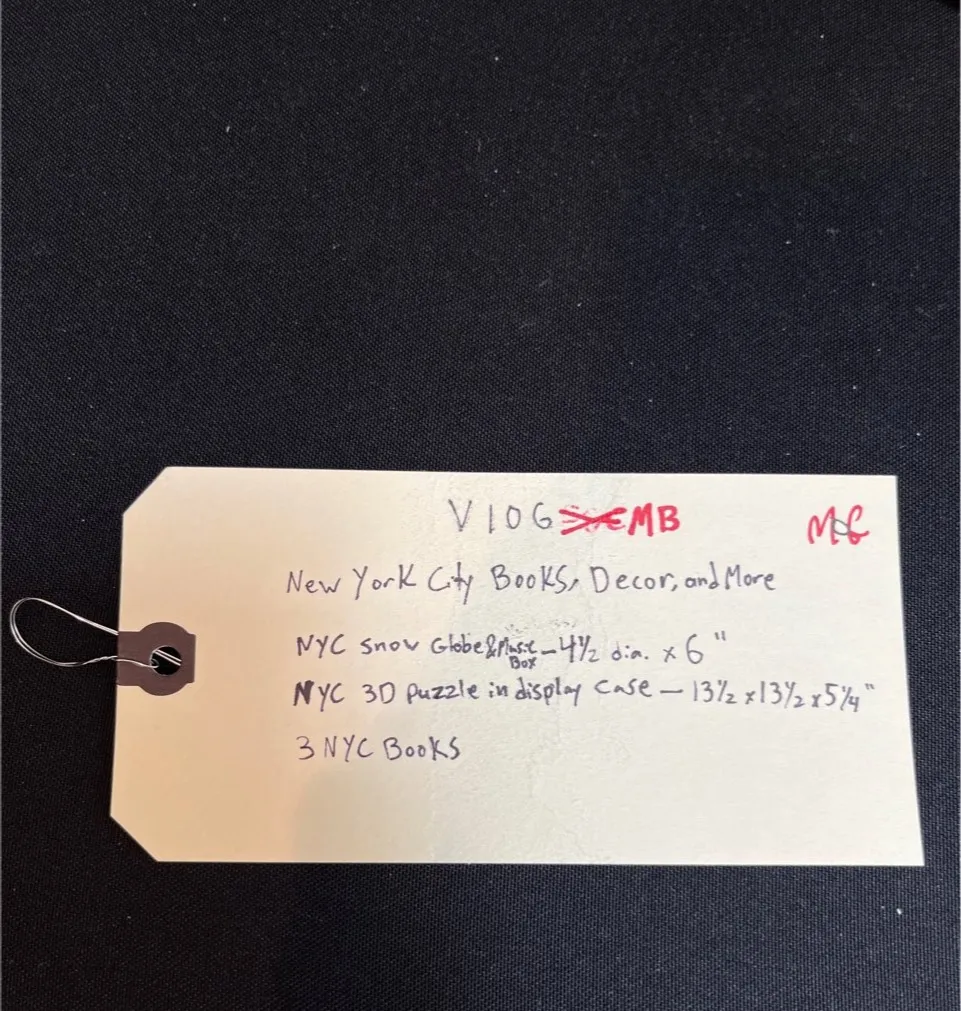 V106 MB MG
New York City Books, Decor, and More
NYC Snow Globe & Music Box - 4½ dia. x 6"
NYC 3D Puzzle in display case - 13½ x 13½ x 5¼"
3 NYC Books